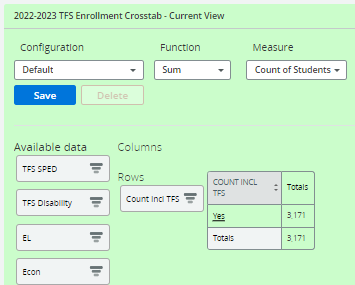 2022-2023 TFS Enrollment Crosstab - Current View
Configuration Function Measure
Default Sum Count of Students
Save Delete
Available data Columns
TFS SPED
Rows
TFS Disability
Count Incl TFS
COUNT INCL TFS Totals
Yes 3,171
Totals 3,171
EL
Econ